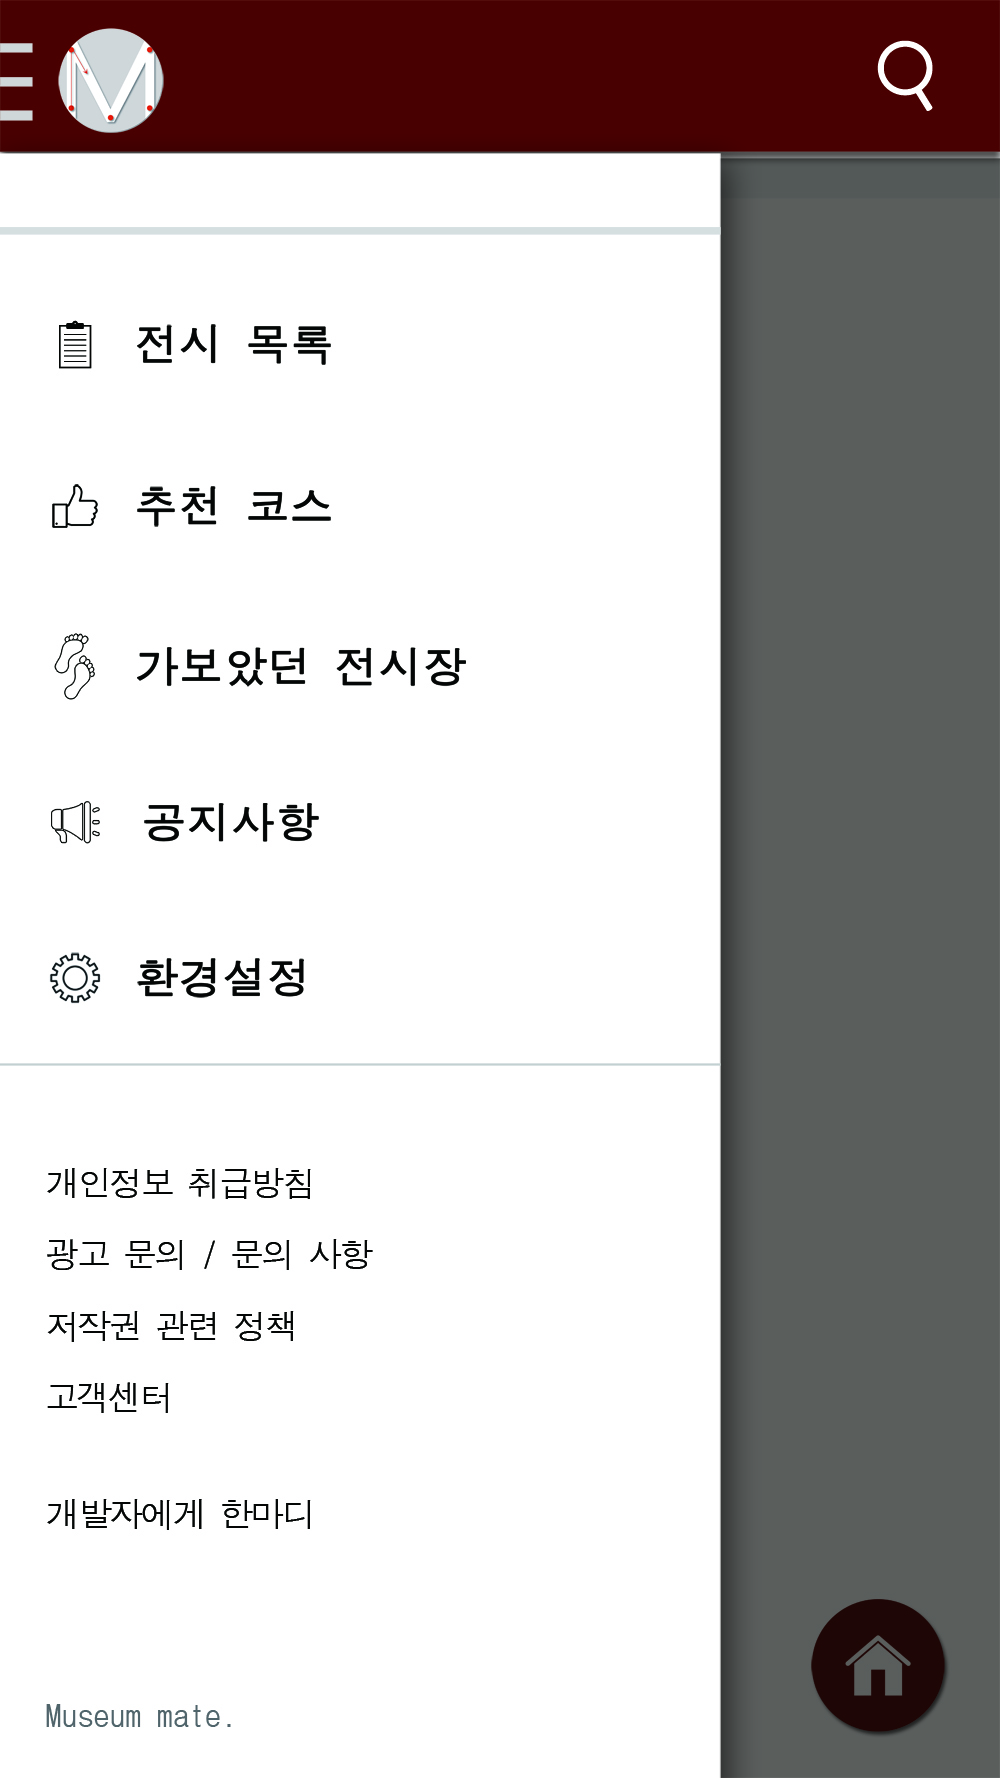 M
전시 목록
추천 코스
가보았던 전시장
공지사항
환경설정
개인정보 취급방침
광고 문의 / 문의 사항
저작권 관련 정책
고객센터
개발자에게 한마디
Museum mate.